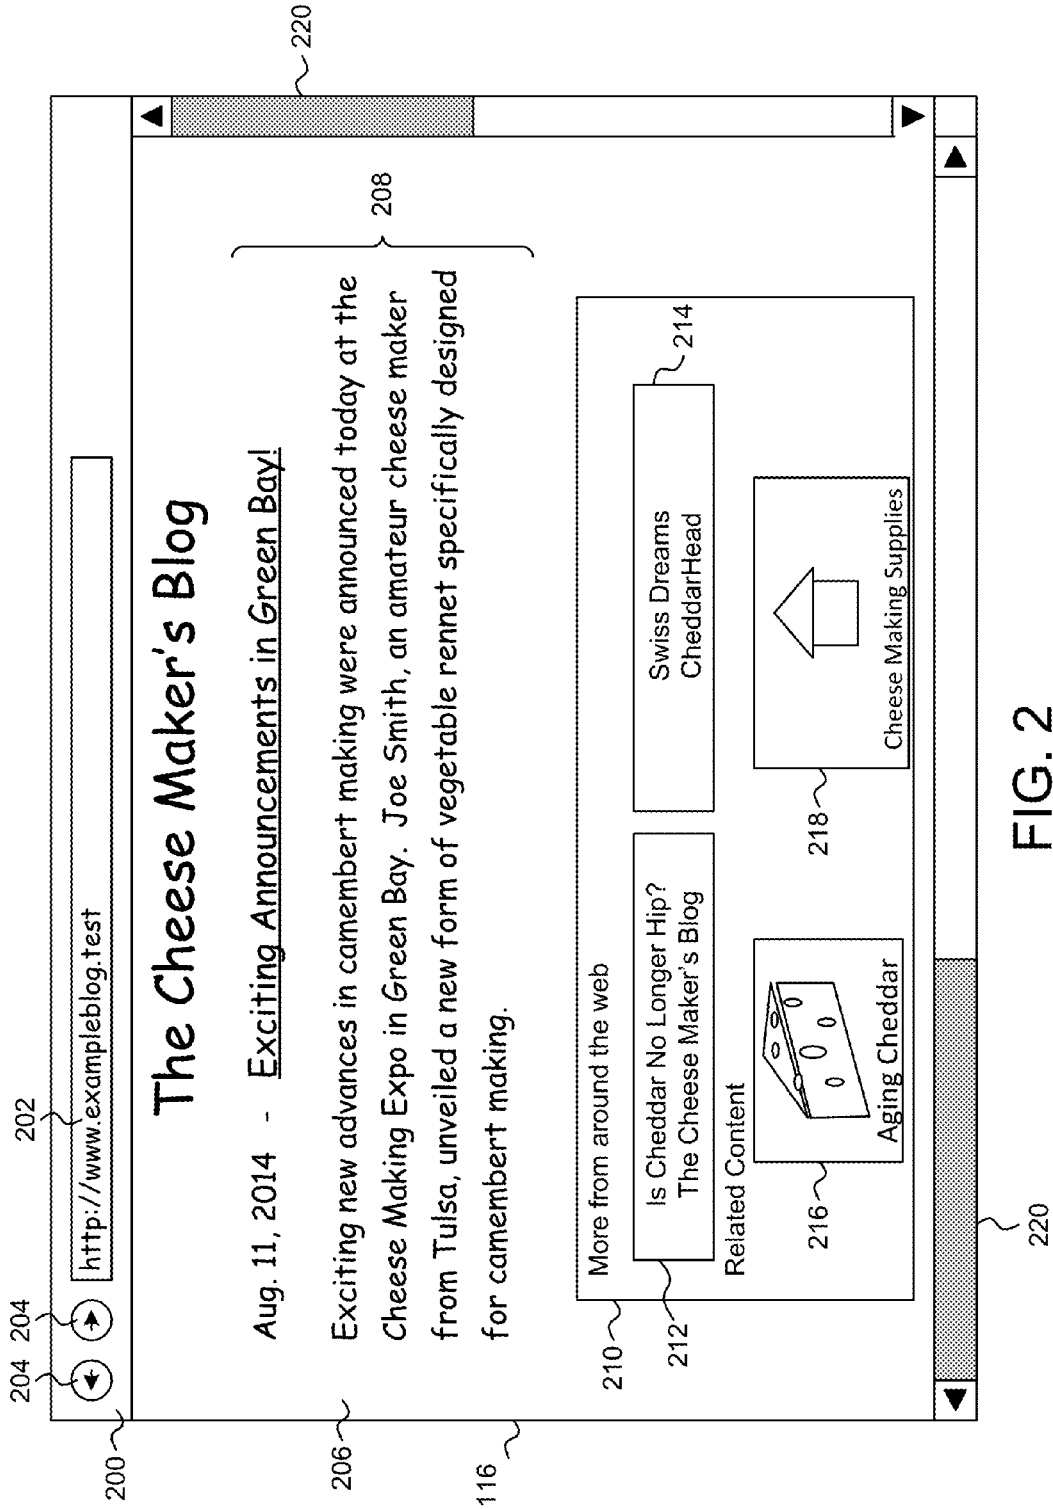 202
204
204
http://www.exampleblog.test
200
220
The Cheese Maker's Blog
Aug. 11, 2014 - Exciting Announcements in Green Bay!
206
Exciting new advances in camembert making were announced today at the
Cheese Making Expo in Green Bay. Joe Smith, an amateur cheese maker
from Tulsa, unveiled a new form of vegetable rennet specifically designed
for camembert making.
208
116
210
More from around the web
212
Is Cheddar No Longer Hip?
The Cheese Maker's Blog
Swiss Dreams
CheddarHead
214
Related Content
216
Aging Cheddar
218
Cheese Making Supplies
220
FIG. 2